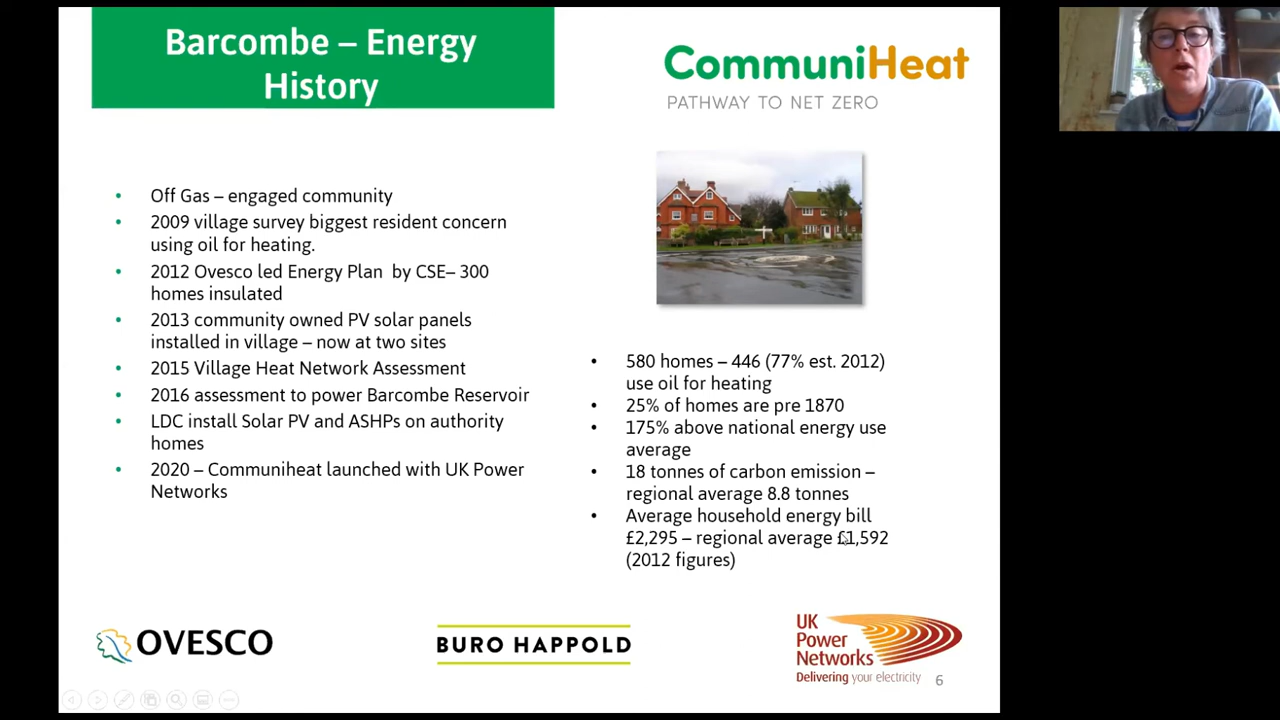 Barcombe – Energy
History
CommuniHeat
PATHWAY TO NET ZERO
Off Gas – engaged community
2009 village survey biggest resident concern
using oil for heating.
2012 Ovesco led Energy Plan by CSE– 300
homes insulated
2013 community owned PV solar panels
installed in village – now at two sites
2015 Village Heat Network Assessment
2016 assessment to power Barcombe Reservoir
LDC install Solar PV and ASHPs on authority
homes
2020 – Communiheat launched with UK Power
Networks
580 homes – 446 (77% est. 2012)
use oil for heating
25% of homes are pre 1870
175% above national energy use
average
18 tonnes of carbon emission –
regional average 8.8 tonnes
Average household energy bill
£2,295 – regional average £1,592
(2012 figures)
OVESCO
BURO HAPPOLD
UK
Power
Networks
Delivering your electricity
6